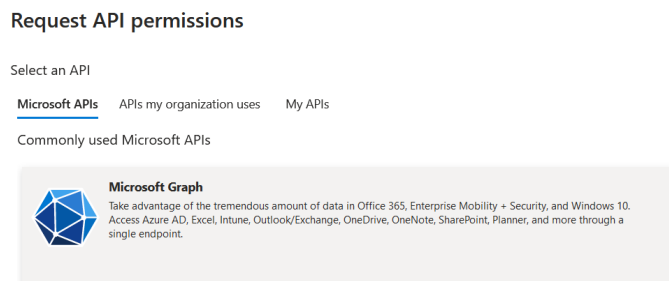 Request API permissions
Select an API
Microsoft APIs APIs my organization uses My APIs
Commonly used Microsoft APIs
Microsoft Graph
Take advantage of the tremendous amount of data in Office 365, Enterprise Mobility + Security, and Windows 10.
Access Azure AD, Excel, Intune, Outlook/Exchange, OneDrive, OneNote, SharePoint, Planner, and more through a
single endpoint.